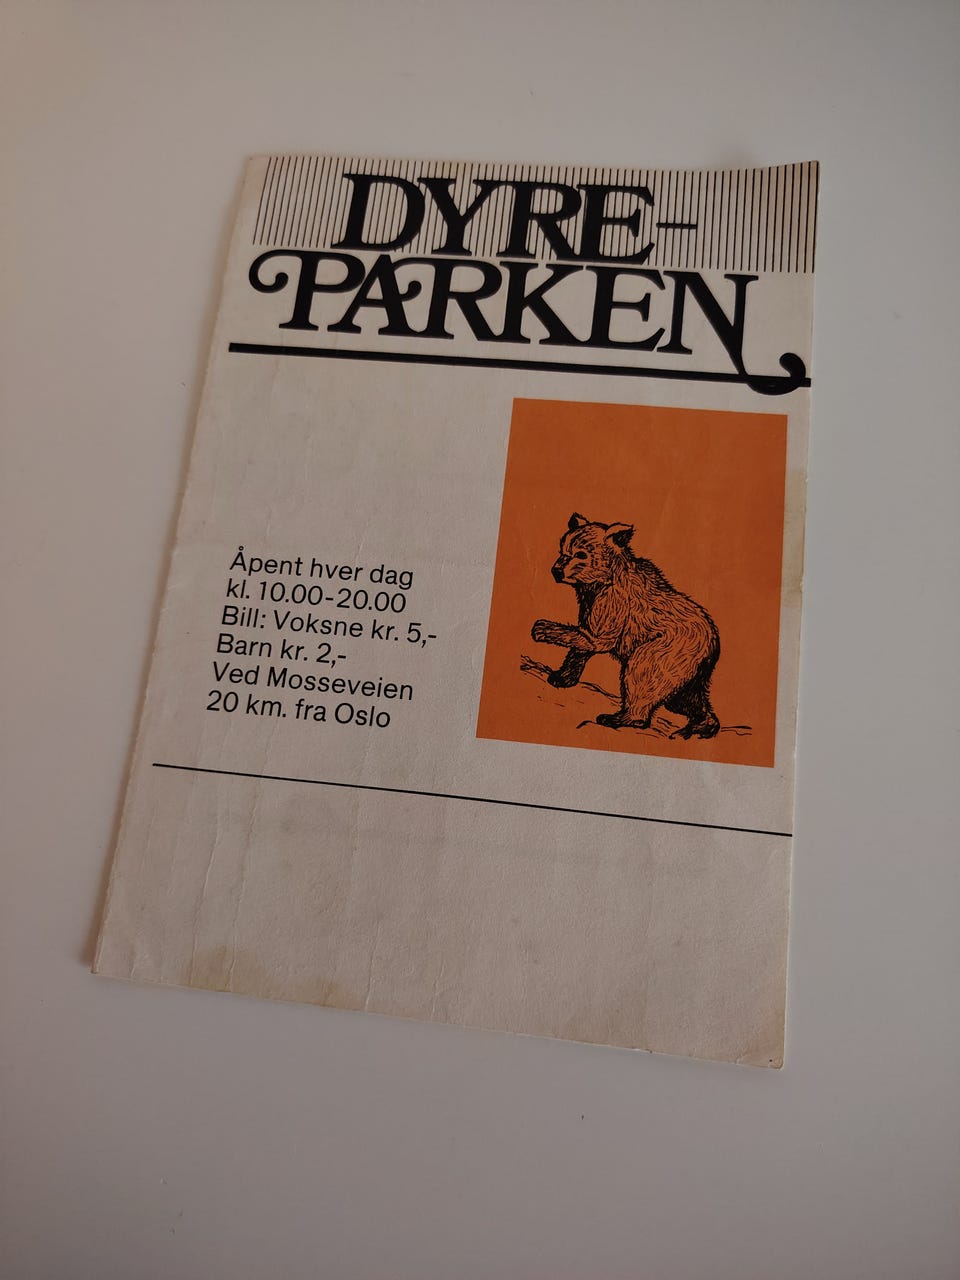 DYRE-
PARKEN
Åpent hver dag
kl. 10.00-20.00
Bill: Voksne kr. 5,-
Barn kr. 2,-
Ved Mosseveien
20 km. fra Oslo